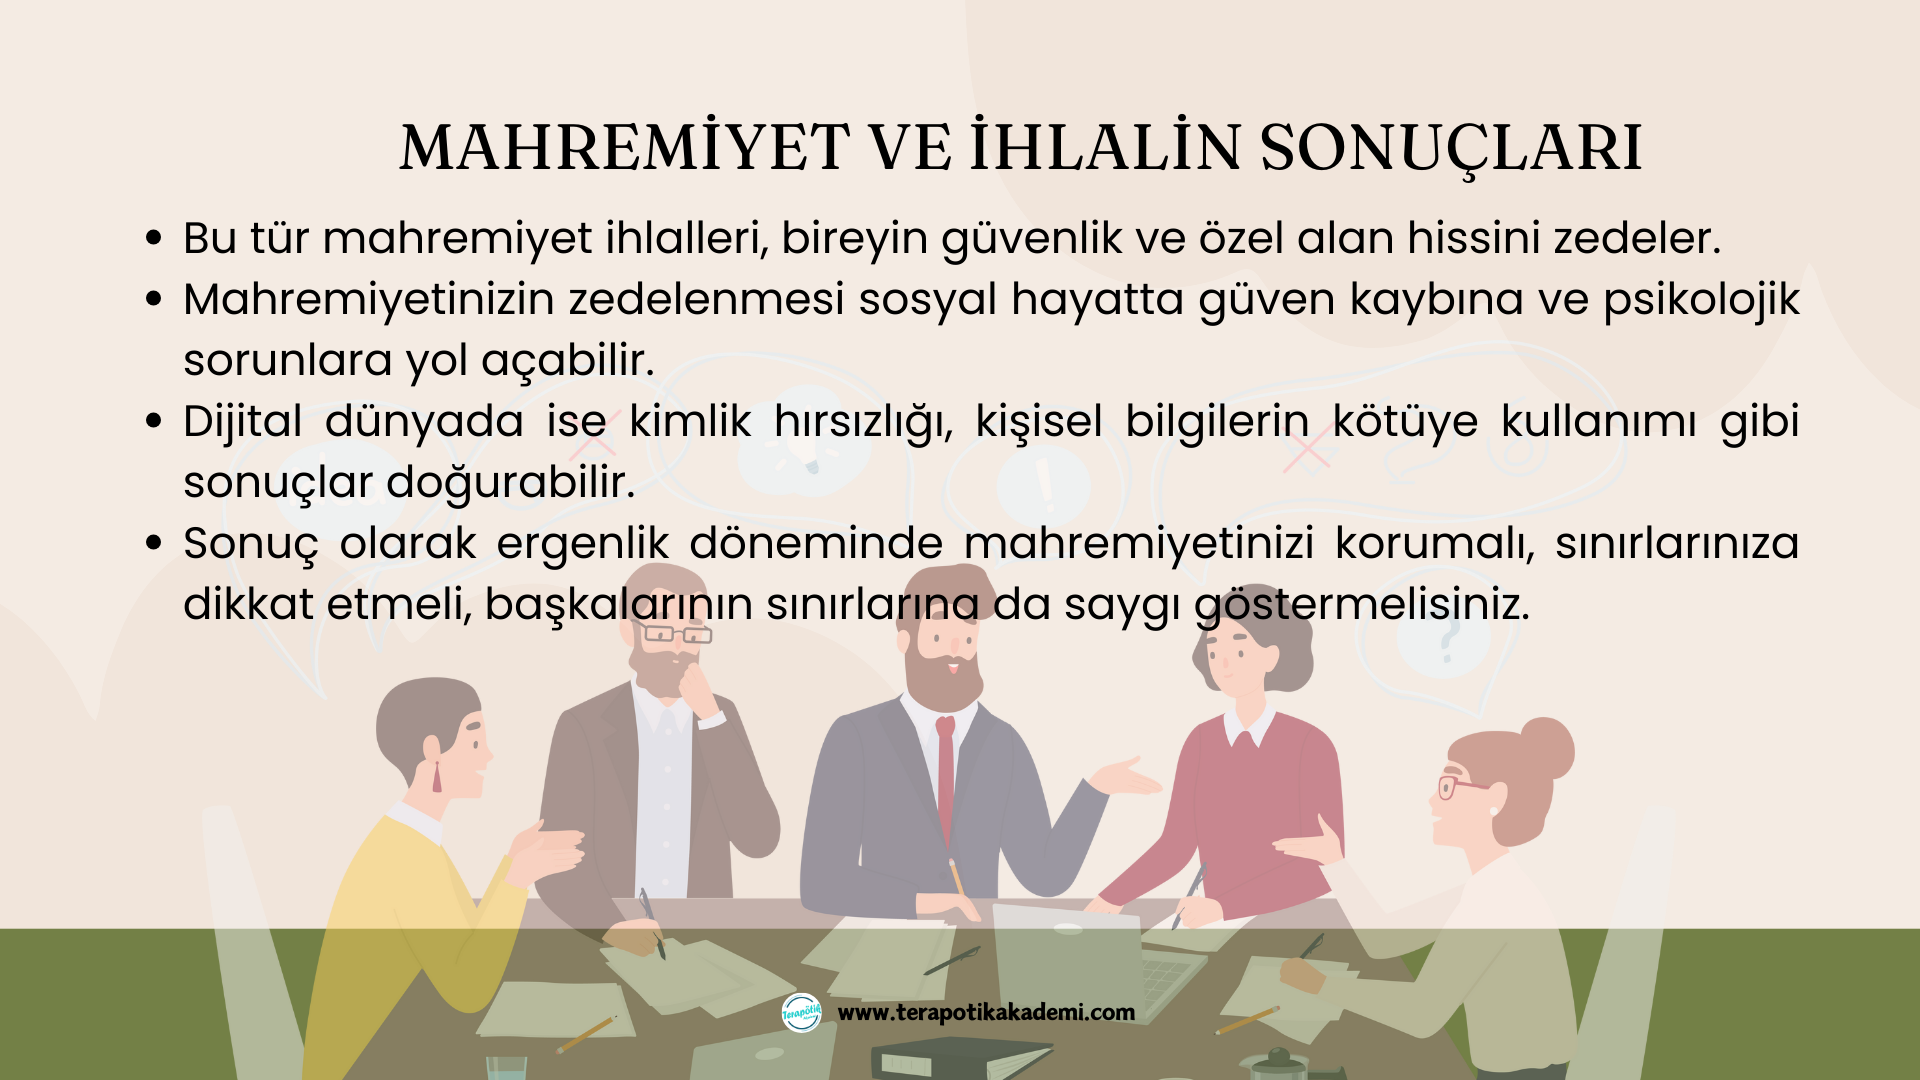 MAHREMİYET VE İHLALİN SONUÇLARI
• Bu tür mahremiyet ihlalleri, bireyin güvenlik ve özel alan hissini zedeler.
• Mahremiyetinizin zedelenmesi sosyal hayatta güven kaybına ve psikolojik
sorunlara yol açabilir.
• Dijital dünyada ise kimlik hırsızlığı, kişisel bilgilerin kötüye kullanımı gibi
sonuçlar doğurabilir.
• Sonuç olarak ergenlik döneminde mahremiyetinizi korumalı, sınırlarınıza
dikkat etmeli, başkalarının sınırlarına da saygı göstermelisiniz.
Terapötik
www.terapotikakademi.com